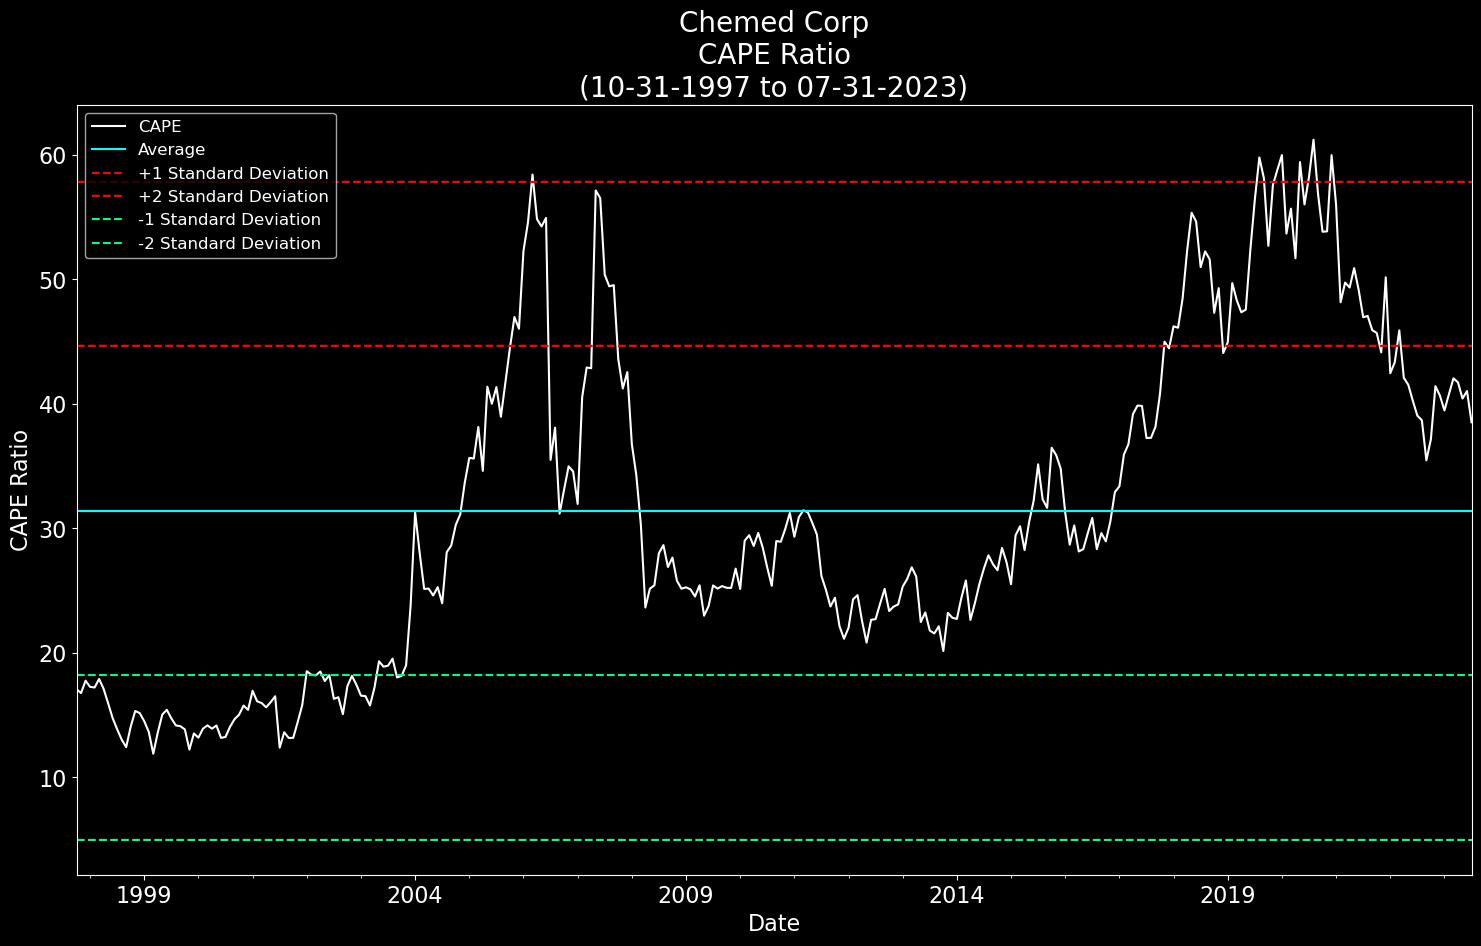 Chemed Corp
CAPE Ratio
(10-31-1997 to 07-31-2023)
CAPE
Average
+1 Standard Deviation
+2 Standard Deviation
-1 Standard Deviation
-2 Standard Deviation
60
50
40
30
20
10
CAPE Ratio
1999 2004 2009 2014 2019
Date